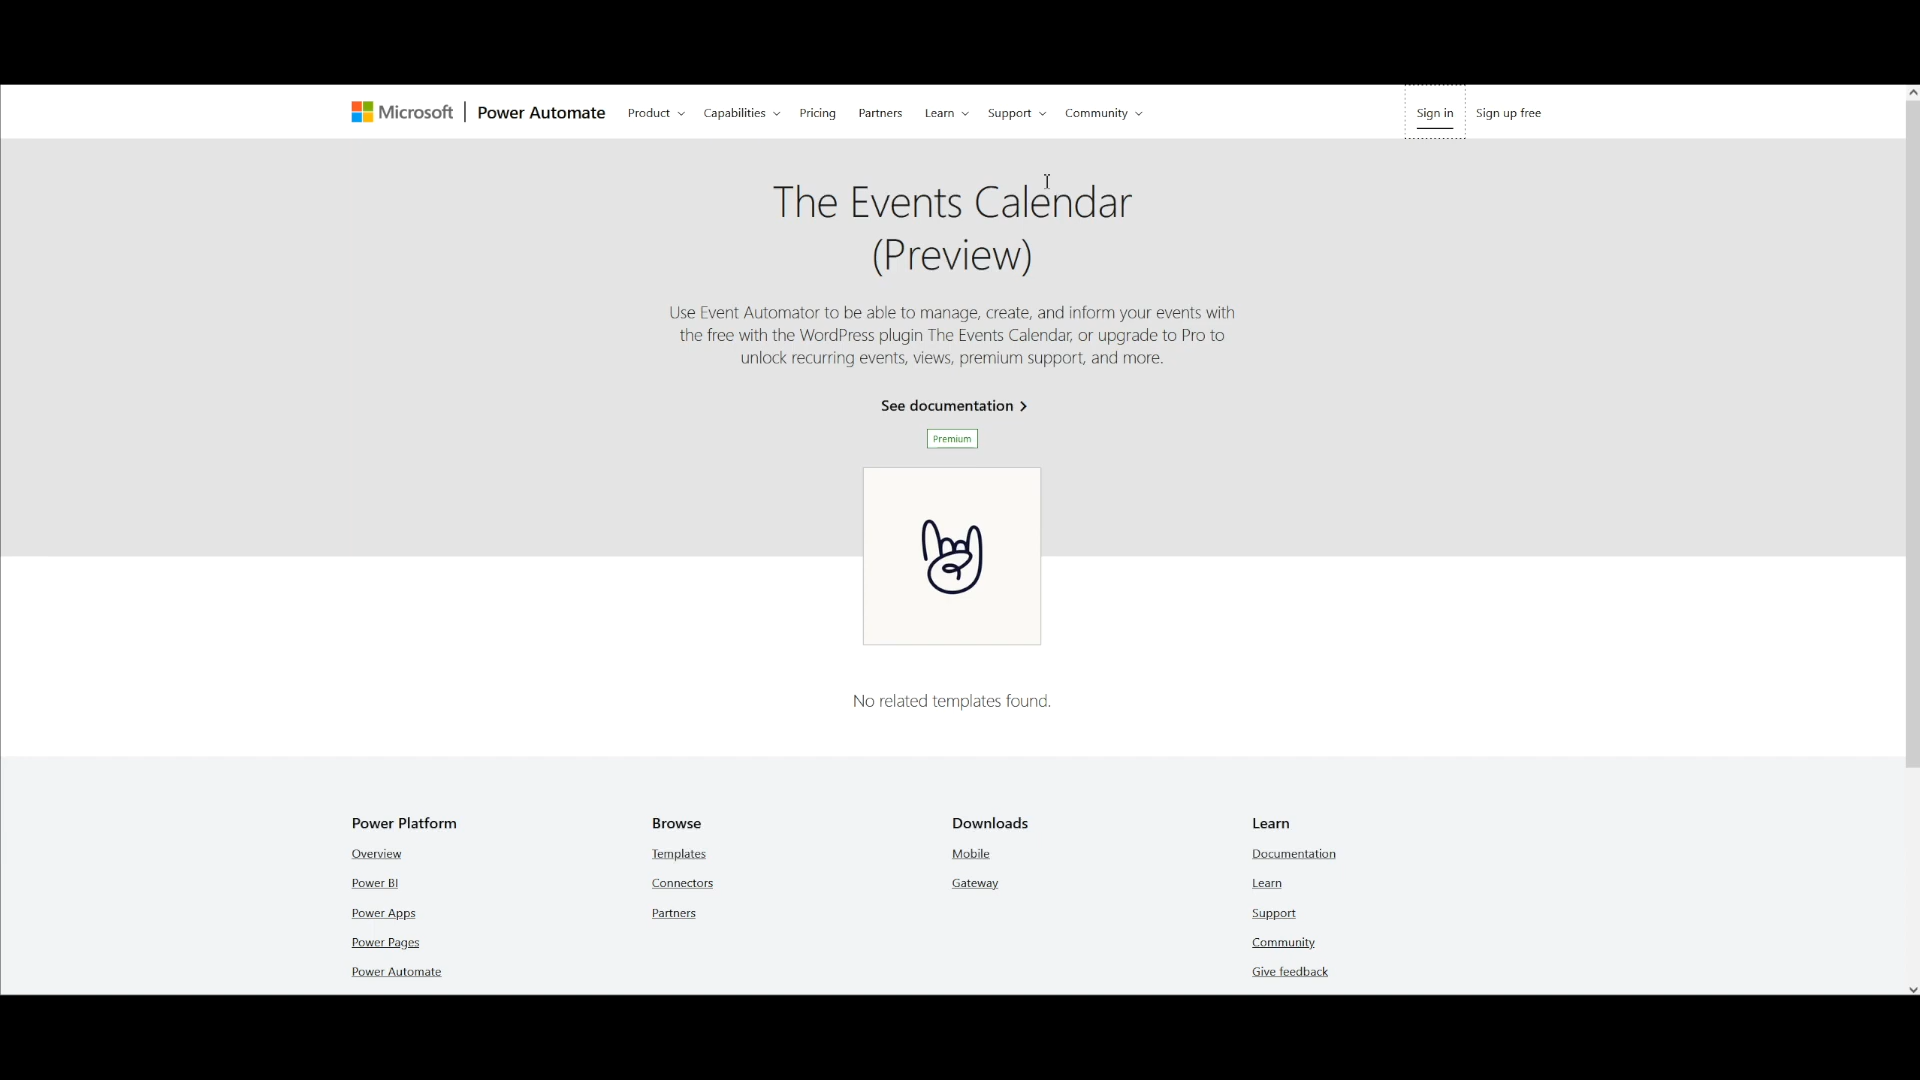 Microsoft | Power Automate Product Capabilities Pricing Partners Learn Support Community Sign in Sign up free
The Events Calendar
(Preview)
Use Event Automator to be able to manage, create, and inform your events with
the free with the WordPress plugin The Events Calendar, or upgrade to Pro to
unlock recurring events, views, premium support, and more.
See documentation
Premium
No related templates found.
Power Platform
Overview
Power BI
Power Apps
Power Pages
Power Automate
Browse
Templates
Connectors
Partners
Downloads
Mobile
Gateway
Learn
Documentation
Learn
Support
Community
Give feedback